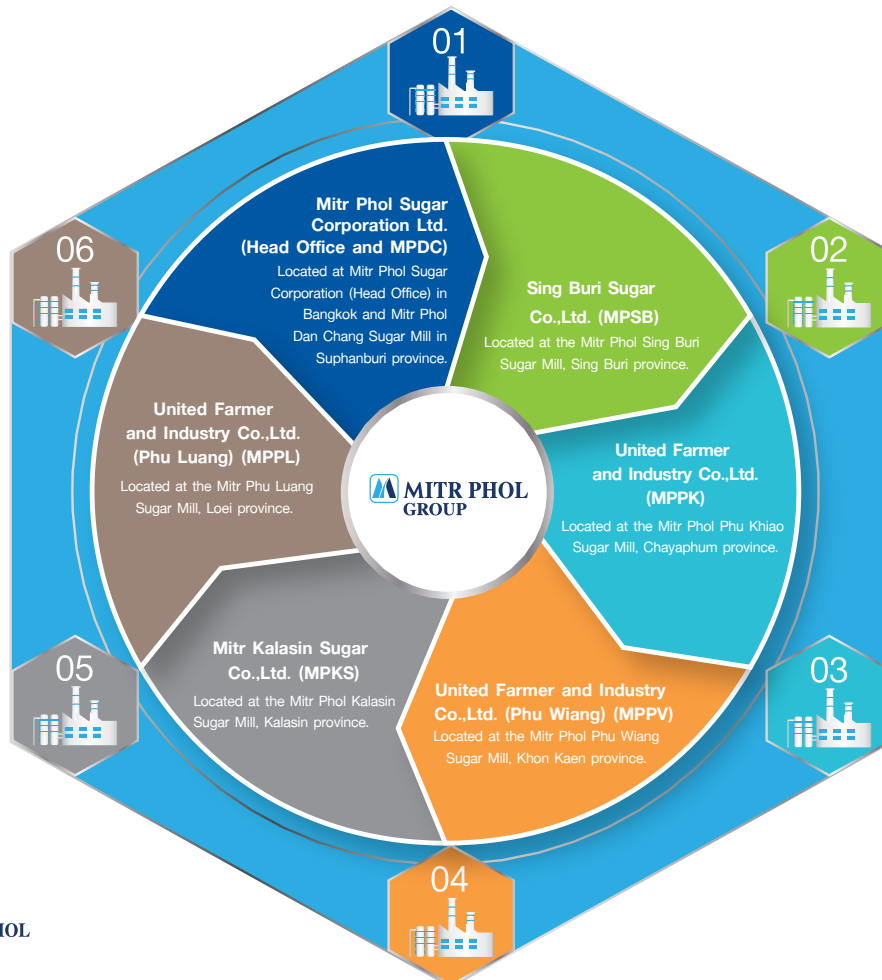 01
Mitr Phol Sugar
Corporation Ltd.
(Head Office and MPDC)
Located at Mitr Phol Sugar
Corporation (Head Office) in
Bangkok and Mitr Phol
Dan Chang Sugar Mill in
Suphanburi province.
02
Sing Buri Sugar
Co.,Ltd. (MPSB)
Located at the Mitr Phol Sing Buri
Sugar Mill, Sing Buri province.
03
United Farmer
and Industry Co.,Ltd.
(MPPK)
Located at the Mitr Phol Phu Khiao
Sugar Mill, Chayaphum province.
04
United Farmer and Industry
Co.,Ltd. (Phu Wiang) (MPPV)
Located at the Mitr Phol Phu Wiang
Sugar Mill, Khon Kaen province.
05
Mitr Kalasin Sugar
Co.,Ltd. (MPKS)
Located at the Mitr Phol Kalasin
Sugar Mill, Kalasin province.
06
United Farmer
and Industry Co.,Ltd.
(Phu Luang) (MPPL)
Located at the Mitr Phu Luang
Sugar Mill, Loei province.
MITR PHOL
GROUP